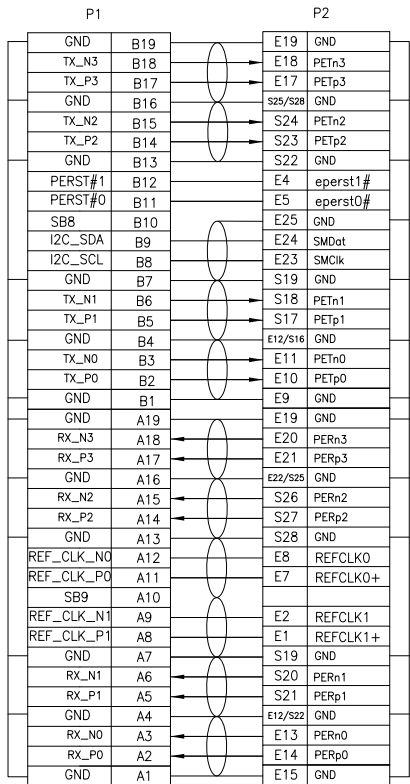 P1 P2
GND B19 E19 GND
TX_N3 B18 E18 PETn3
TX_P3 B17 E17 PETp3
GND B16 S25/S28 GND
TX_N2 B15 S24 PETn2
TX_P2 B14 S23 PETp2
GND B13 S22 GND
PERST#1 B12 E4 eperst1#
PERST#0 B11 E5 eperst0#
SB8 B10 E25 GND
I2C_SDA B9 E24 SMDat
I2C_SCL B8 E23 SMClk
GND B7 S19 GND
TX_N1 B6 S18 PETn1
TX_P1 B5 S17 PETp1
GND B4 E12/S16 GND
TX_N0 B3 E11 PETn0
TX_P0 B2 E10 PETp0
GND B1 E9 GND
GND A19 E19 GND
RX_N3 A18 E20 PERn3
RX_P3 A17 E21 PERp3
GND A16 E22/S25 GND
RX_N2 A15 S26 PERn2
RX_P2 A14 S27 PERp2
GND A13 S28 GND
REF_CLK_N0 A12 E8 REFCLK0
REF_CLK_P0 A11 E7 REFCLK0+
SB9 A10
REF_CLK_N1 A9 E2 REFCLK1
REF_CLK_P1 A8 E1 REFCLK1+
GND A7 S19 GND
RX_N1 A6 S20 PERn1
RX_P1 A5 S21 PERp1
GND A4 E12/S22 GND
RX_N0 A3 E13 PERn0
RX_P0 A2 E14 PERp0
GND A1 E15 GND